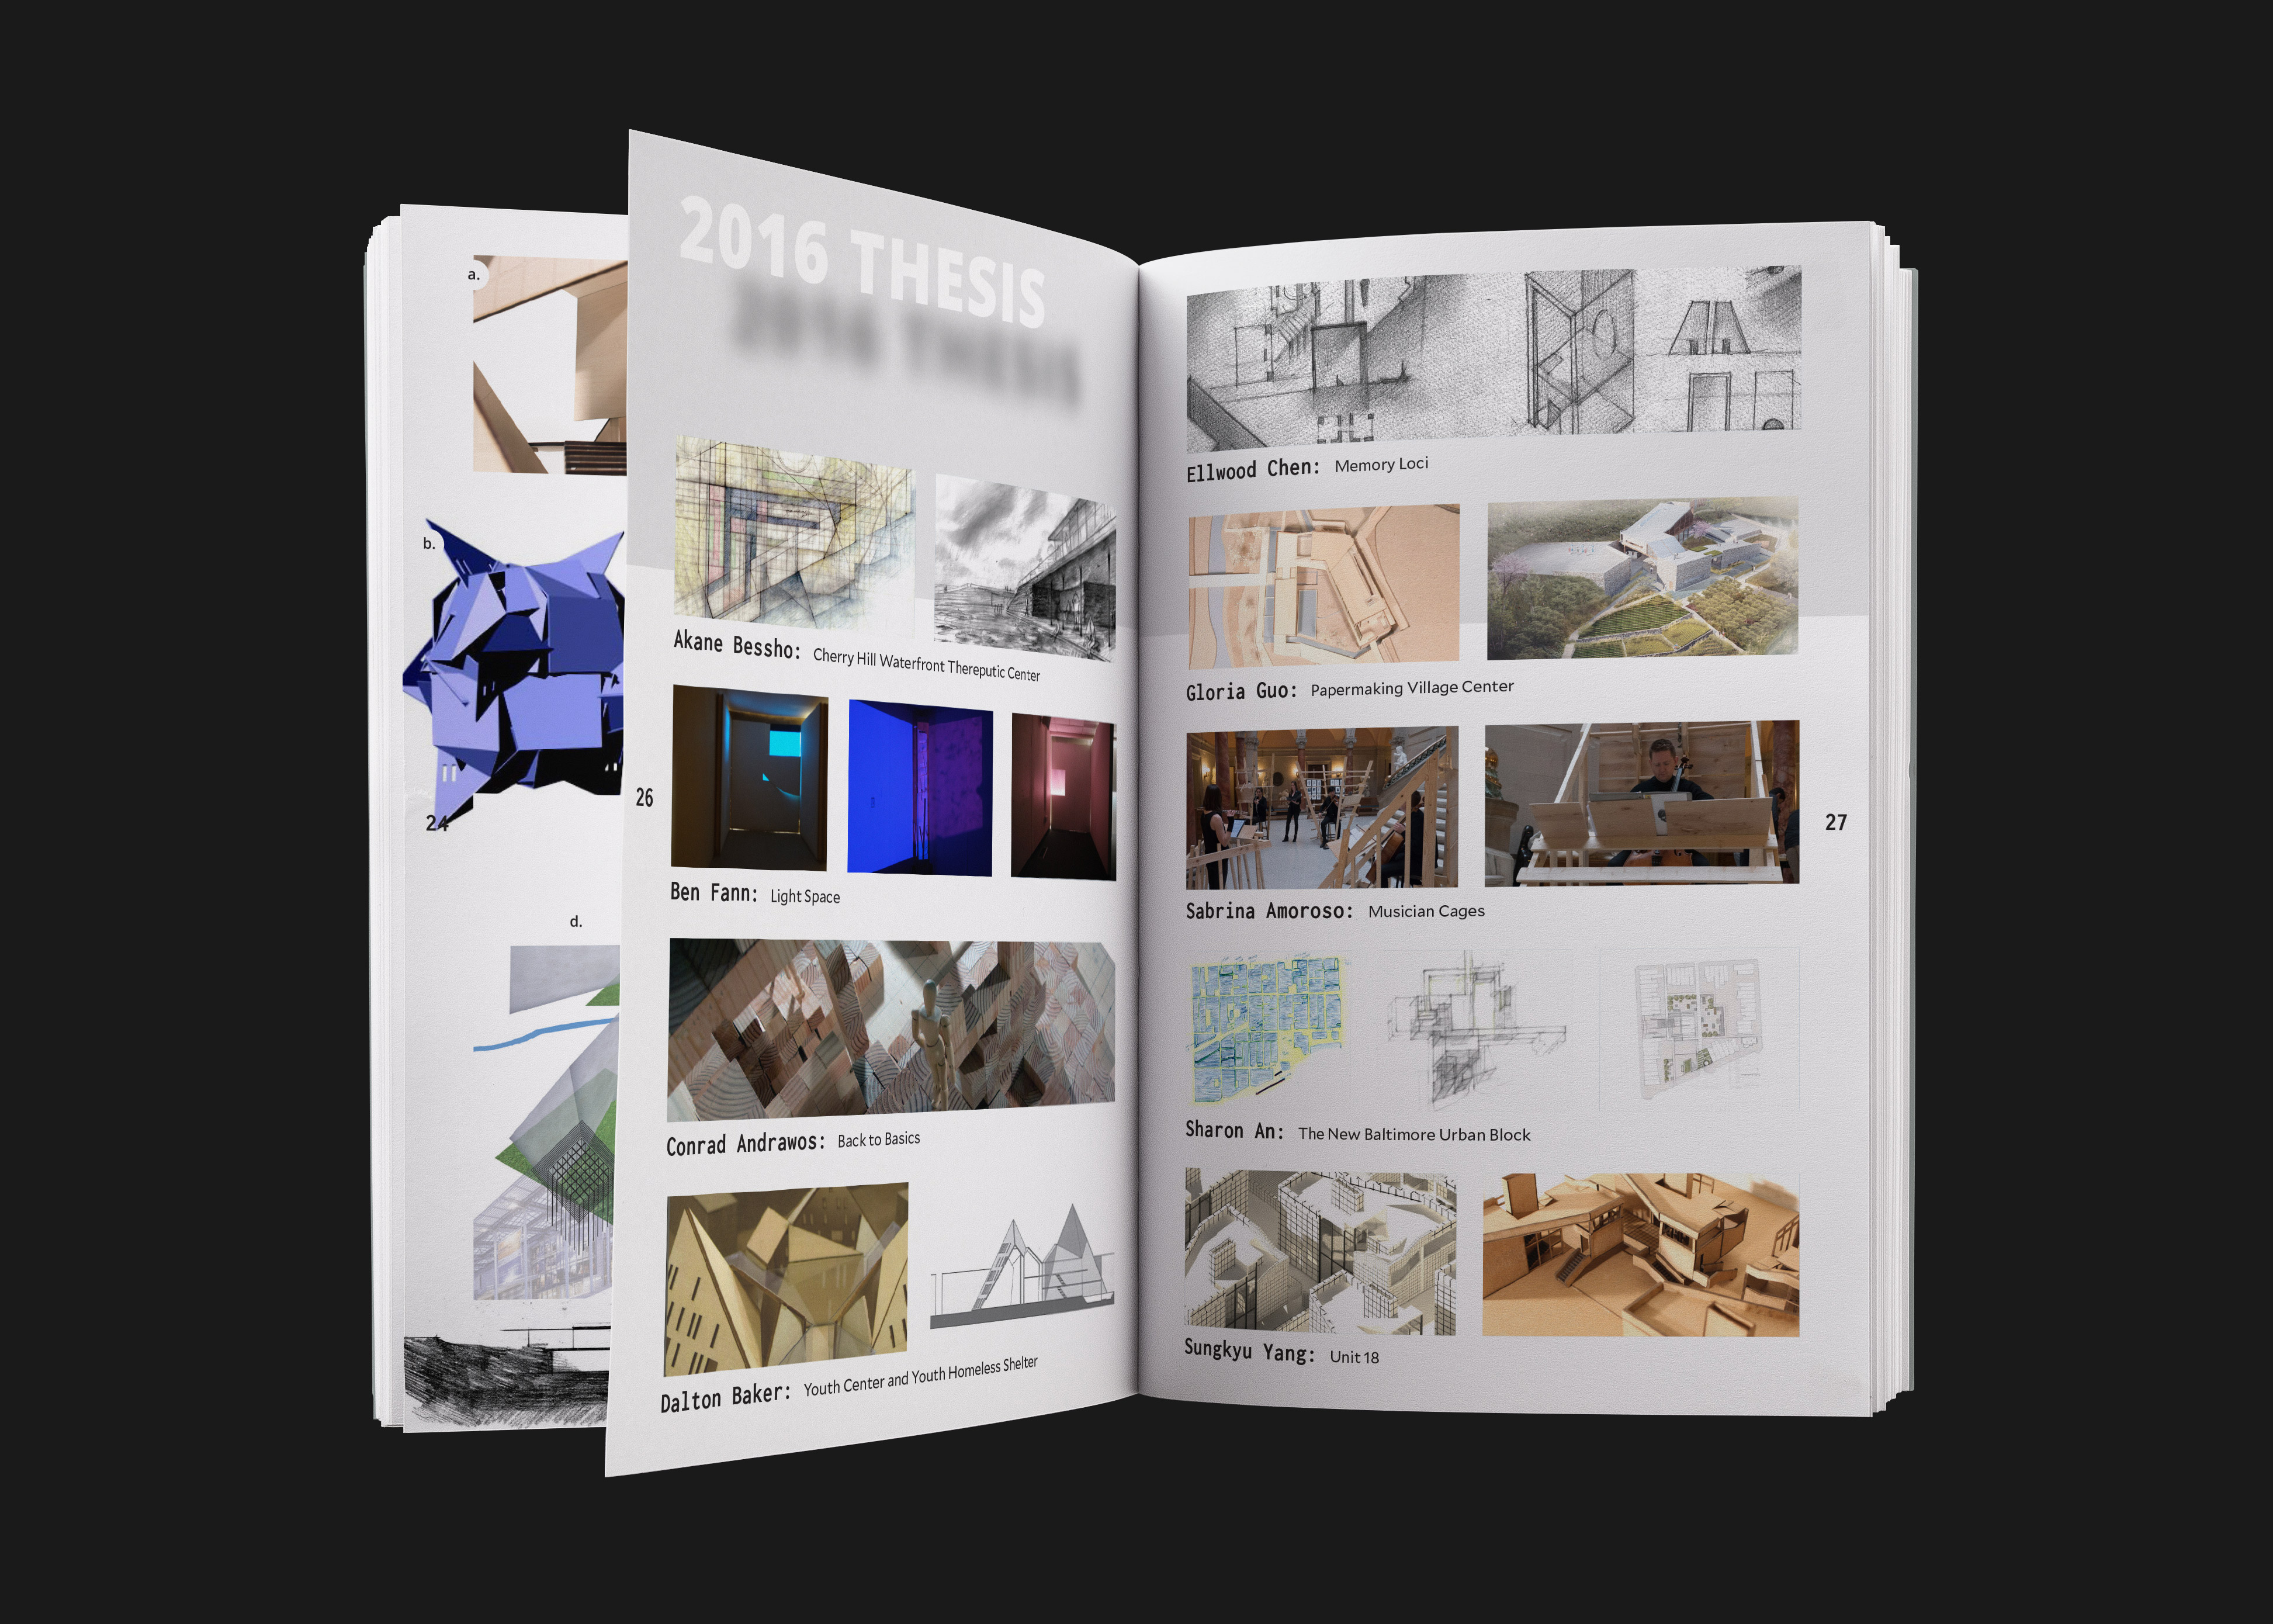 a.
b.
24
d.
2016 THESIS
2016 THESIS
Akane Bessho: Cherry Hill Waterfront Thereputic Center
26
Ben Fann: Light Space
Conrad Andrawos: Back to Basics
Dalton Baker: Youth Center and Youth Homeless Shelter
Ellwood Chen: Memory Loci
Gloria Guo: Papermaking Village Center
27
Sabrina Amoroso: Musician Cages
Sharon An: The New Baltimore Urban Block
Sungkyu Yang: Unit 18